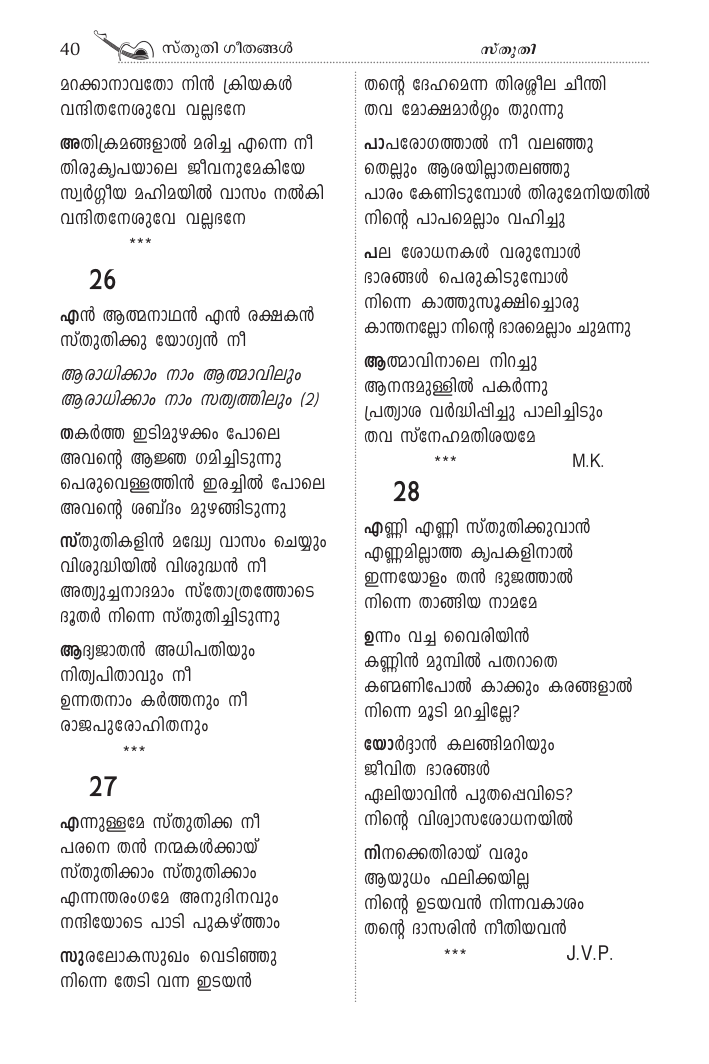 40 സ്തുതി ഗീതങ്ങൾ സ്തുതി
മറക്കാനാവതോ നിൻ ക്രിയകൾ
വന്ദിതനേശുവേ വല്ലഭനേ
അതിക്രമങ്ങളാൽ മരിച്ച എന്നെ നീ
തിരുകൃപയാലെ ജീവനുമേകിയേ
സ്വർഗ്ഗീയ മഹിമയിൽ വാസം നൽകി
വന്ദിതനേശുവേ വല്ലഭനേ
***
26
എൻ ആത്മനാഥൻ എൻ രക്ഷകൻ
സ്തുതിക്കു യോഗ്യൻ നീ
ആരാധിക്കാം നാം ആത്മാവിലും
ആരാധിക്കാം നാം സത്യത്തിലും (2)
തകർത്ത ഇടിമുഴക്കം പോലെ
അവന്റെ ആജ്ഞ ഗമിച്ചിടുന്നു
പെരുവെള്ളത്തിൻ ഇരച്ചിൽ പോലെ
അവന്റെ ശബ്ദം മുഴങ്ങിടുന്നു
സ്തുതികളിൻ മദ്ധ്യേ വാസം ചെയ്യും
വിശുദ്ധിയിൽ വിശുദ്ധൻ നീ
അത്യുച്ചനാദമാം സ്തോത്രത്തോടെ
ദൂതർ നിന്നെ സ്തുതിച്ചിടുന്നു
ആദ്യജാതൻ അധിപതിയും
നിത്യപിതാവും നീ
ഉന്നതനാം കർത്തനും നീ
രാജപുരോഹിതനും
***
27
എന്നുള്ളമേ സ്തുതിക്ക നീ
പരനെ തൻ നന്മകൾക്കായ്
സ്തുതിക്കാം സ്തുതിക്കാം
എന്നന്തരംഗമേ അനുദിനവും
നന്ദിയോടെ പാടി പുകഴ്ത്താം
സുരലോകസുഖം വെടിഞ്ഞു
നിന്നെ തേടി വന്ന ഇടയൻ
തന്റെ ദേഹമെന്ന തിരശ്ശീല ചീന്തി
തവ മോക്ഷമാർഗ്ഗം തുറന്നു
പാപരോഗത്താൽ നീ വലഞ്ഞു
തെല്ലും ആശയില്ലാതലഞ്ഞു
പാരം കേണിടുമ്പോൾ തിരുമേനിയതിൽ
നിന്റെ പാപമെല്ലാം വഹിച്ചു
പല ശോധനകൾ വരുമ്പോൾ
ഭാരങ്ങൾ പെരുകിടുമ്പോൾ
നിന്നെ കാത്തുസൂക്ഷിച്ചൊരു
കാന്തനല്ലോ നിന്റെ ഭാരമെല്ലാം ചുമന്നു
ആത്മാവിനാലെ നിറച്ചു
ആനന്ദമുള്ളിൽ പകർന്നു
പ്രത്യാശ വർദ്ധിപ്പിച്ചു പാലിച്ചിടും
തവ സ്നേഹമതിശയമേ
*** M.K.
28
എണ്ണി എണ്ണി സ്തുതിക്കുവാൻ
എണ്ണമില്ലാത്ത കൃപകളിനാൽ
ഇന്നയോളം തൻ ഭുജത്താൽ
നിന്നെ താങ്ങിയ നാമമേ
ഉന്നം വച്ച വൈരിയിൻ
കണ്ണിൻ മുമ്പിൽ പതറാതെ
കണ്മണിപോൽ കാക്കും കരങ്ങളാൽ
നിന്നെ മൂടി മറച്ചില്ലേ?
യോർദ്ദാൻ കലങ്ങിമറിയും
ജീവിത ഭാരങ്ങൾ
ഏലിയാവിൻ പുതപ്പെവിടെ?
നിന്റെ വിശ്വാസശോധനയിൽ
നിനക്കെതിരായ് വരും
ആയുധം ഫലിക്കയില്ല
നിന്റെ ഉടയവൻ നിന്നവകാശം
തന്റെ ദാസരിൻ നീതിയവൻ
*** J.V.P.